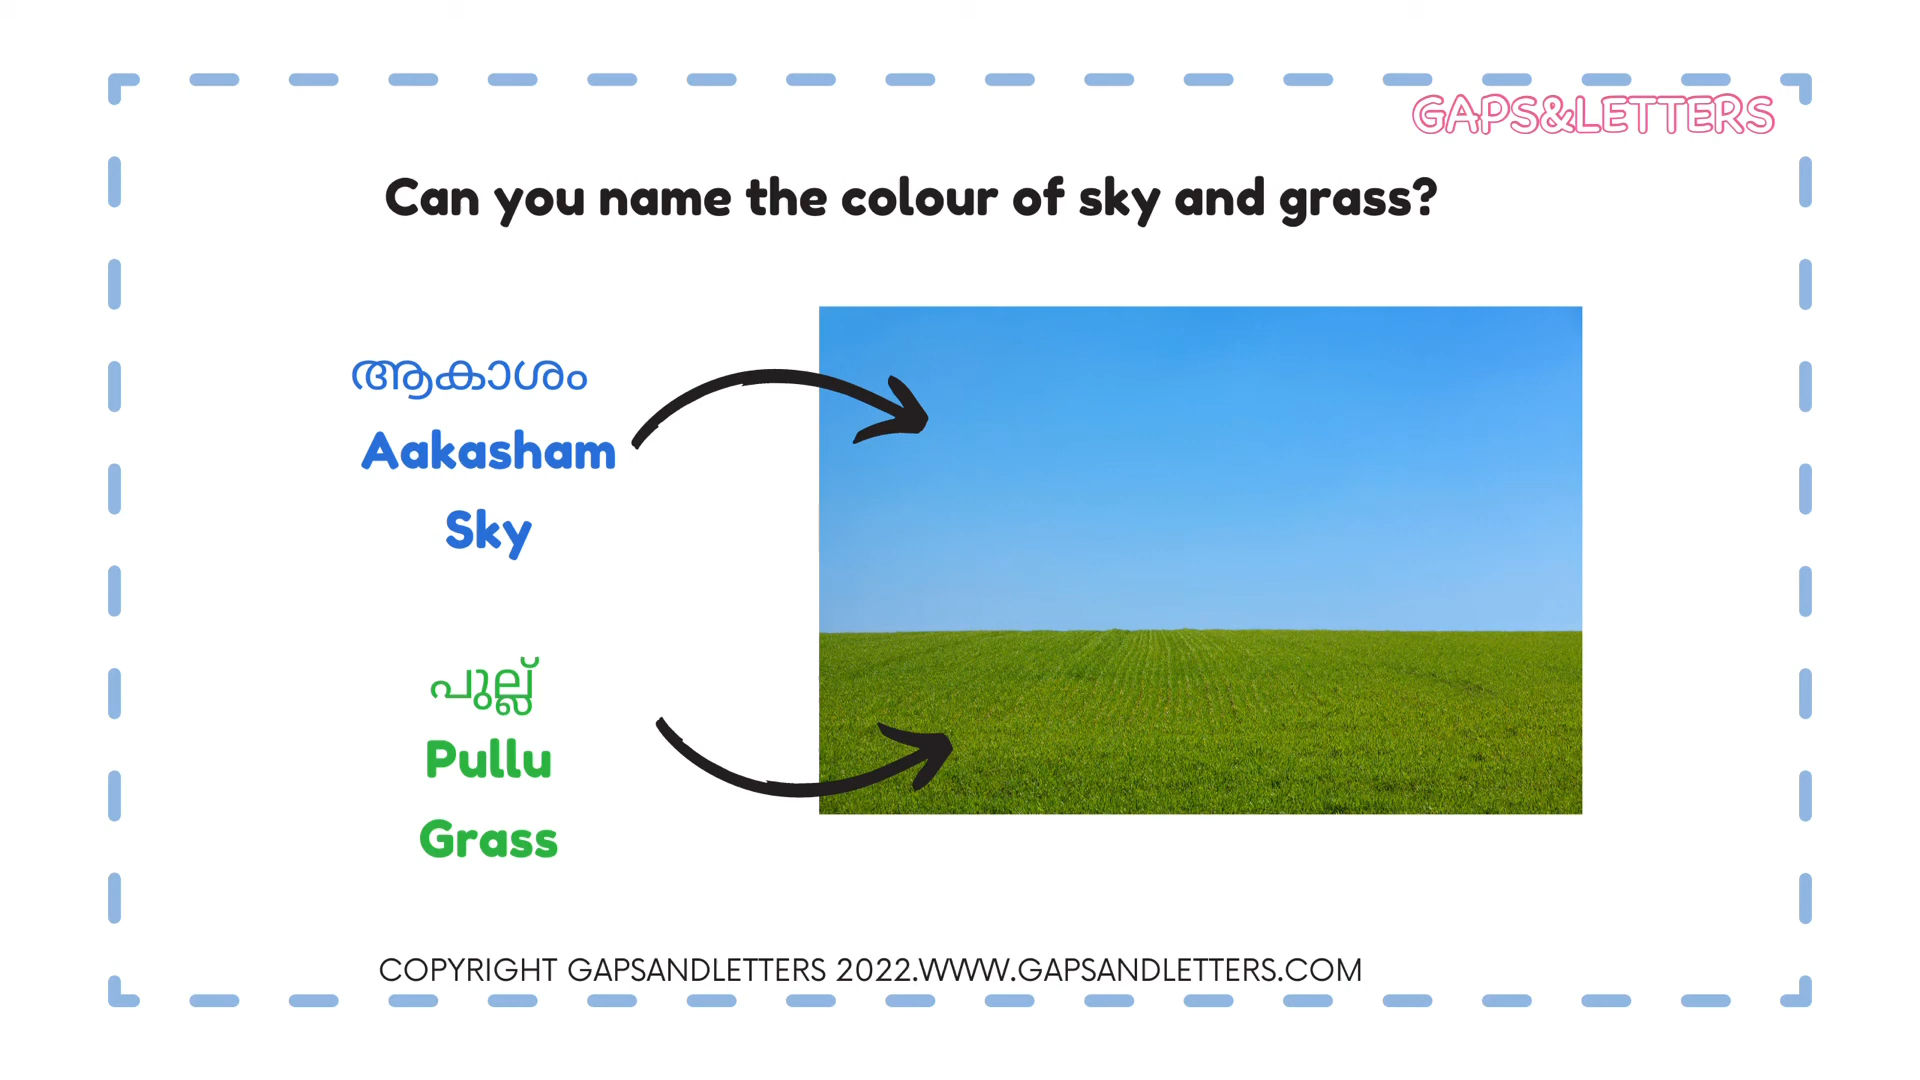 GAPS&LETTERS
Can you name the colour of sky and grass?
ആകാശം
Aakasham
Sky
പുല്ല്
Pullu
Grass
COPYRIGHT GAPSANDLETTERS 2022.WWW.GAPSANDLETTERS.COM